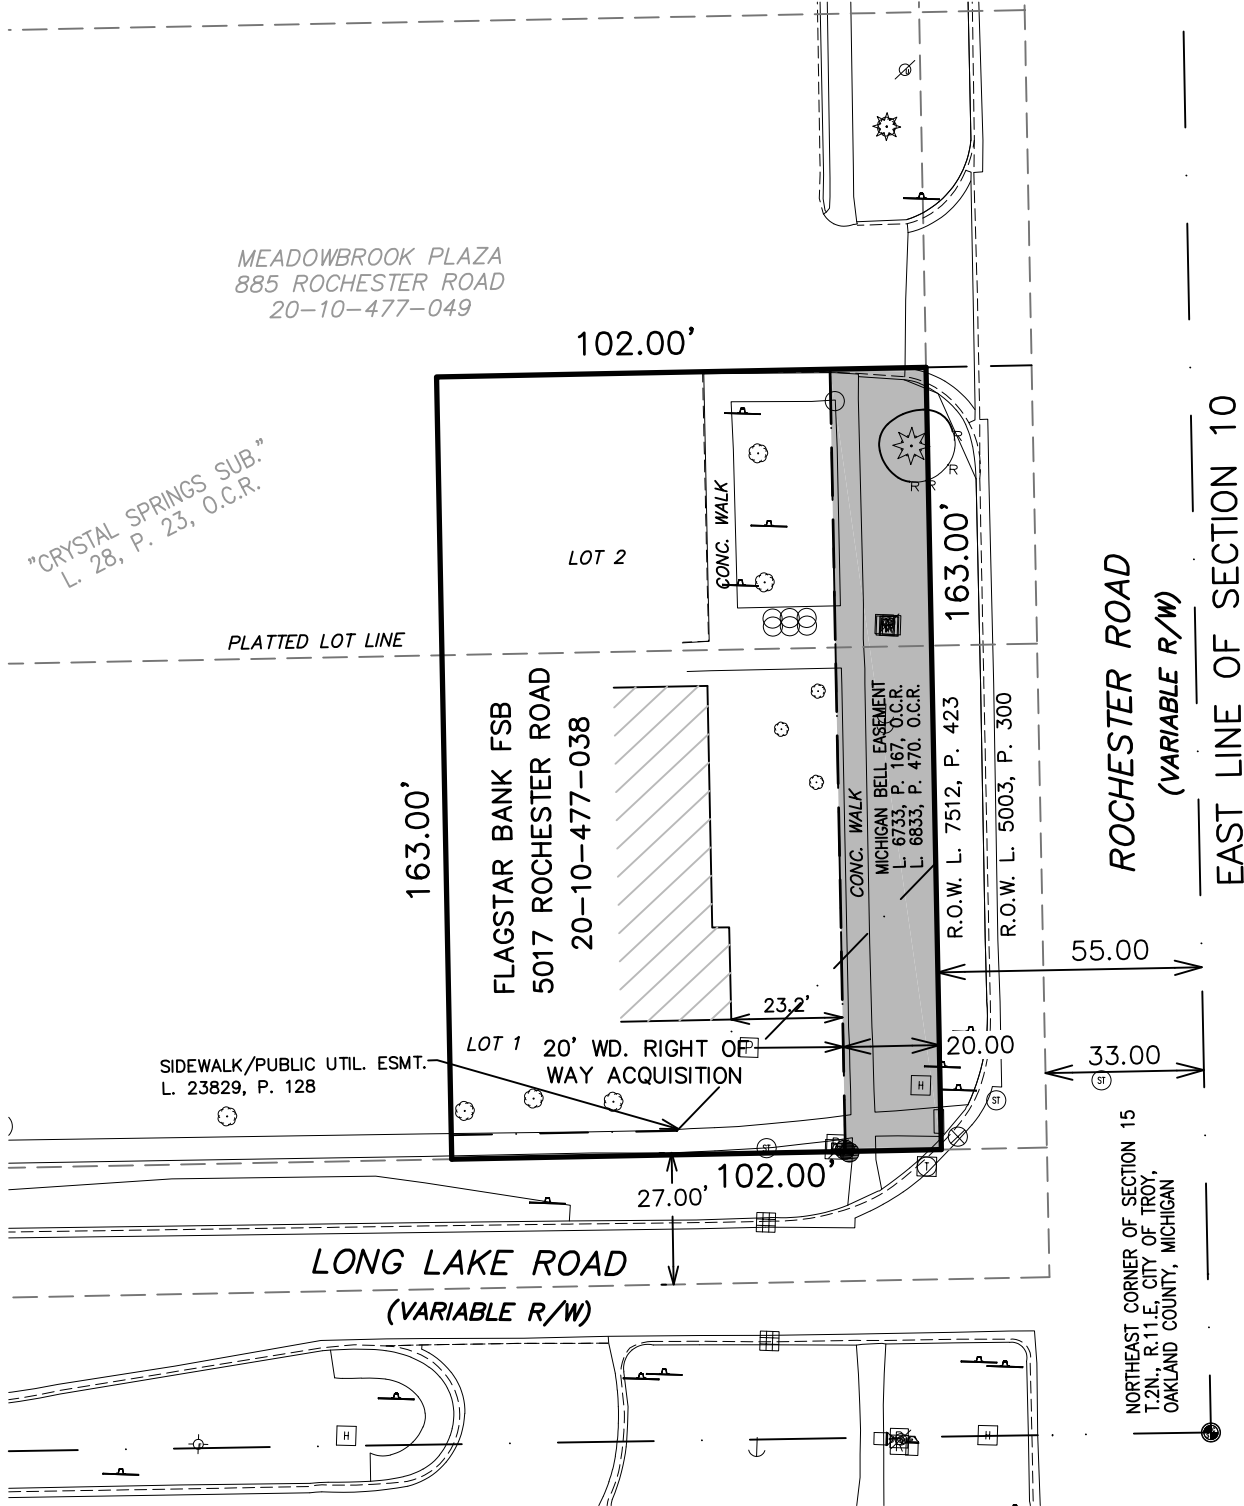 MEADOWBROOK PLAZA
885 ROCHESTER ROAD
20-10-477-049
102.00'
"CRYSTAL SPRINGS SUB."
L. 28, P. 23, O.C.R.
CONC. WALK
LOT 2
163.00'
PLATTED LOT LINE
163.00'
FLAGSTAR BANK FSB
5017 ROCHESTER ROAD
20-10-477-038
CONC. WALK
MICHIGAN BELL EASEMENT
L. 6733, P. 167, O.C.R.
L. 6833, P. 470. O.C.R.
R.O.W. L. 7512, P. 423
R.O.W. L. 5003, P. 300
ROCHESTER ROAD
(VARIABLE R/W)
EAST LINE OF SECTION 10
55.00
23.2'
LOT 1
20' WD. RIGHT OF
WAY ACQUISITION
20.00
33.00
SIDEWALK/PUBLIC UTIL. ESMT.
L. 23829, P. 128
R
R
R
R
P
H
ST
ST
ST
T
102.00'
27.00'
LONG LAKE ROAD
(VARIABLE R/W)
NORTHEAST CORNER OF SECTION 15
T.2N., R.11.E., CITY OF TROY,
OAKLAND COUNTY, MICHIGAN
H
H